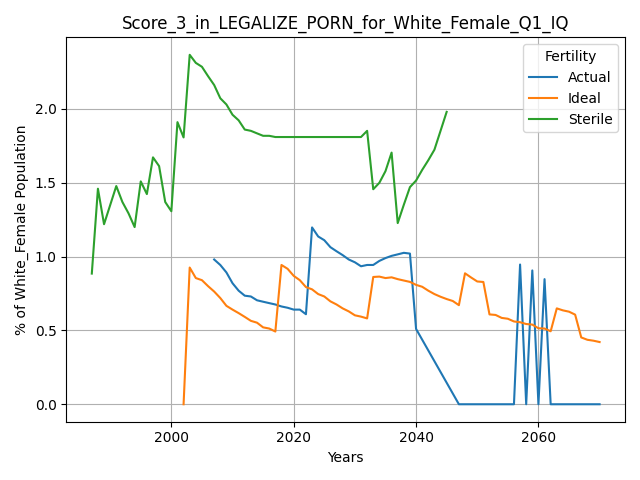 Score_3_in_LEGALIZE_PORN_for_White_Female_Q1_IQ
Fertility
Actual
Ideal
Sterile
% of White_Female Population
2.0
1.5
1.0
0.5
0.0
2000
2020
2040
2060
Years